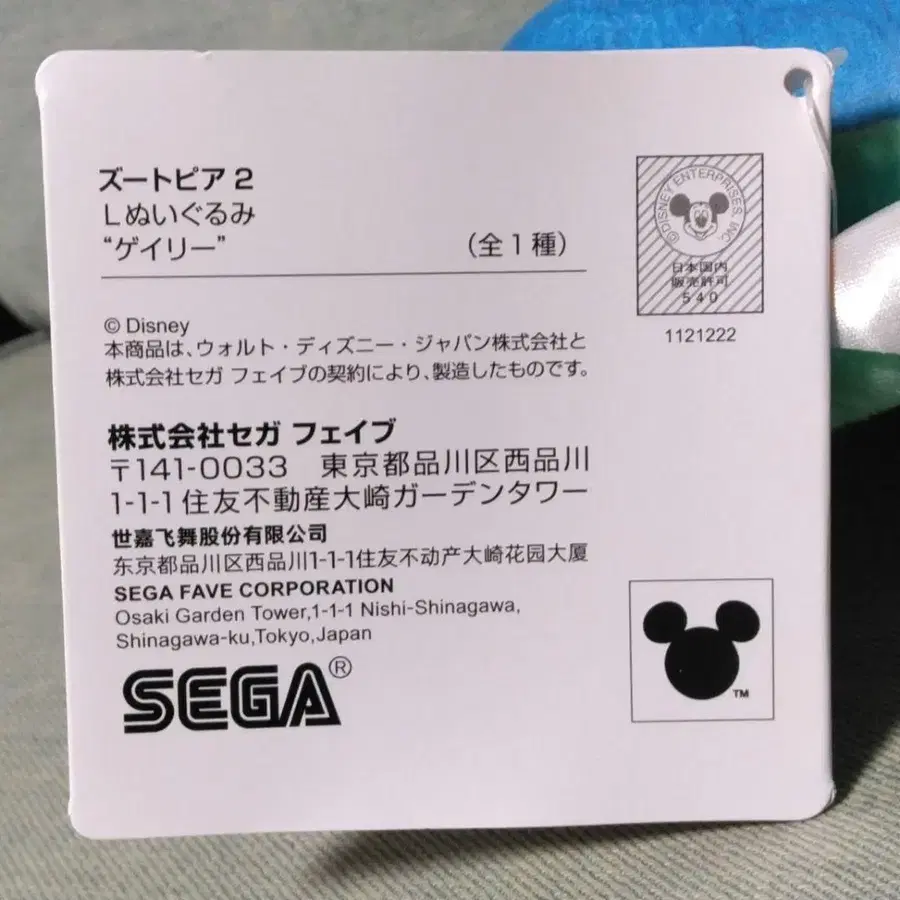 ズートピア 2
Lぬいぐるみ
“ゲイリー” （全1種）
© Disney
本商品は、ウォルト・ディズニー・ジャパン株式会社と
株式会社セガ フェイブの契約により、製造したものです。
株式会社セガ フェイブ
〒141-0033 東京都品川区西品川
1-1-1住友不動産大崎ガーデンタワー
世嘉飞舞股份有限公司
东京都品川区西品川1-1-1住友不动产大崎花园大厦
SEGA FAVE CORPORATION
Osaki Garden Tower,1-1-1 Nishi-Shinagawa,
Shinagawa-ku,Tokyo,Japan
SEGA®
©DISNEY ENTERPRISES, INC.
日本国内
販売許可
540
1121222
TM